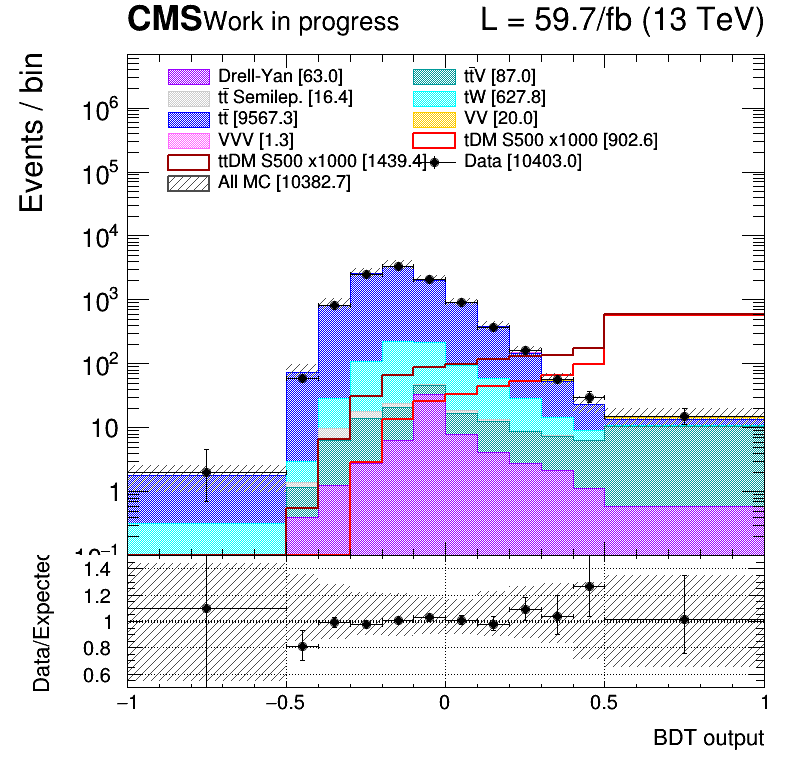 CMS Work in progress L = 59.7/fb (13 TeV)
Events / bin
Drell-Yan [63.0] tt̄V [87.0]
tt̄ Semilep. [16.4] tW [627.8]
tt̄ [9567.3] VV [20.0]
VVV [1.3] tDM S500 x1000 [902.6]
ttDM S500 x1000 [1439.4] Data [10403.0]
All MC [10382.7]
10⁶
10⁵
10⁴
10³
10²
10
1
10⁻¹
Data/Expected
1.4
1.2
1
0.8
0.6
−1 −0.5 0 0.5 1
BDT output